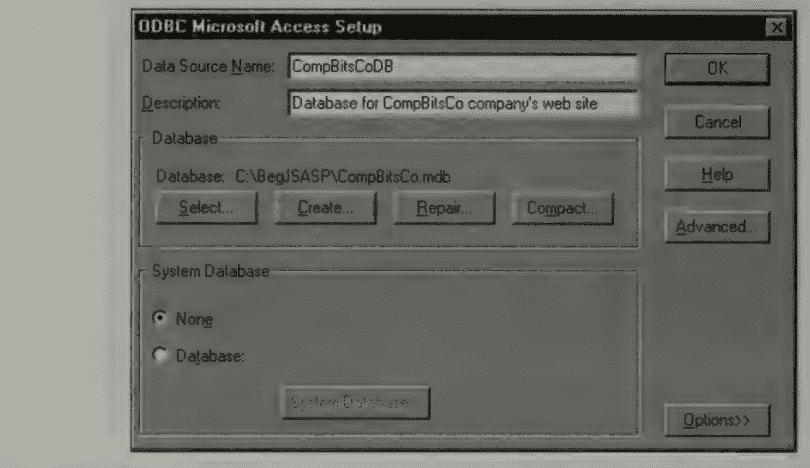 ODBC Microsoft Access Setup
Data Source Name: CompBitsCoDB
OK
Description: Database for CompBitsCo company's web site
Cancel
Database
Database: C:\BegJSASP\CompBitsCo.mdb
Help
Select... Create... Repair... Compact...
Advanced...
System Database
None
Database:
System Database...
Options>>